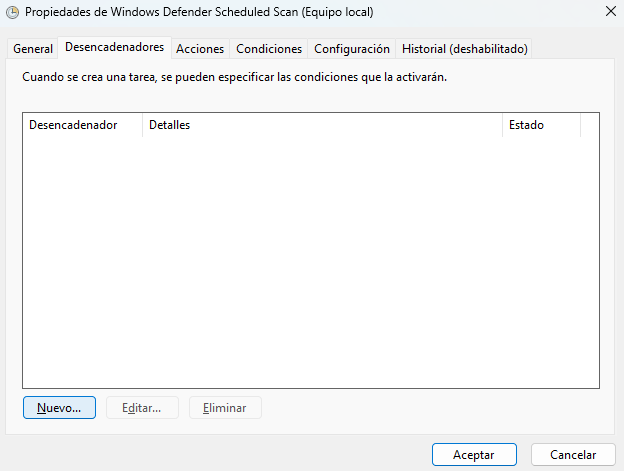 Propiedades de Windows Defender Scheduled Scan (Equipo local)
General Desencadenadores Acciones Condiciones Configuración Historial (deshabilitado)
Cuando se crea una tarea, se pueden especificar las condiciones que la activarán.
Desencadenador Detalles Estado
Nuevo... Editar... Eliminar
Aceptar Cancelar